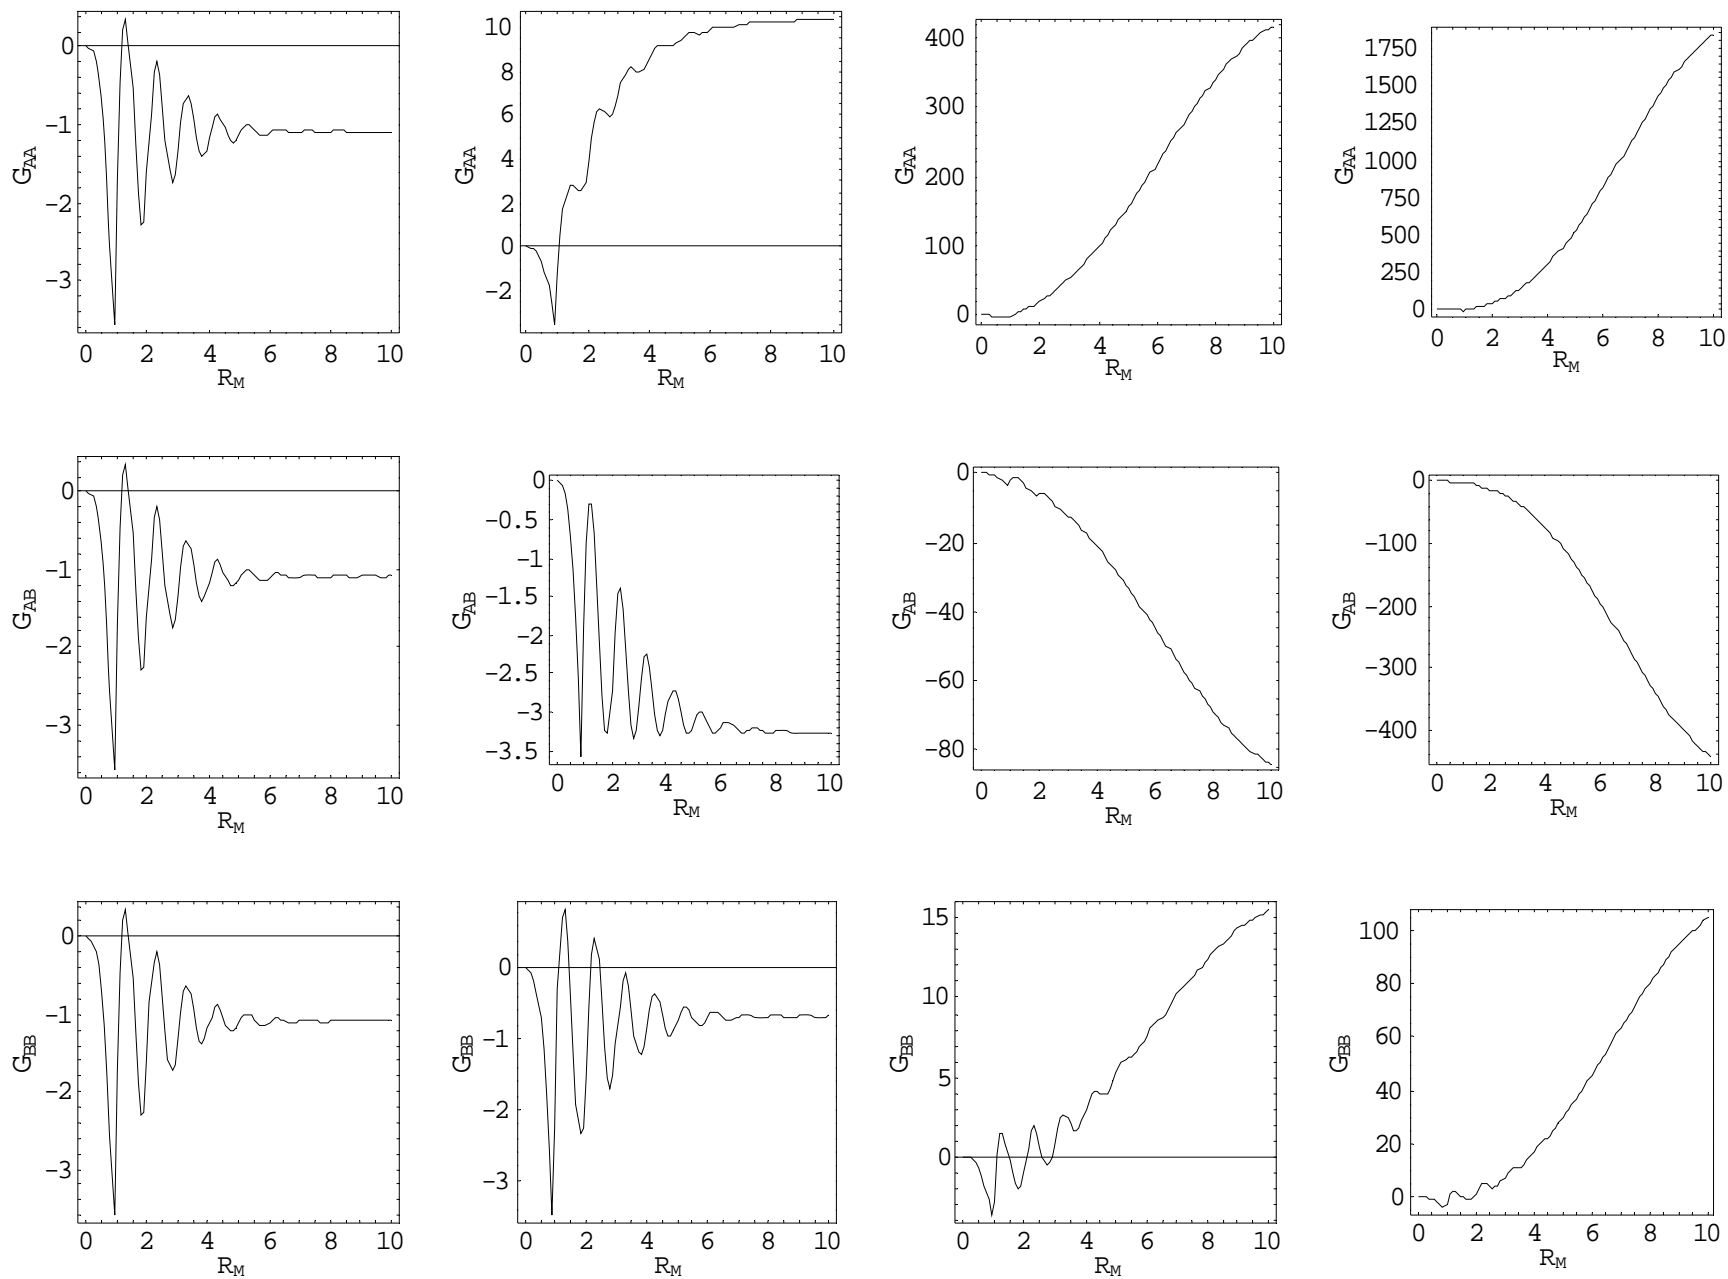 0
-1
-2
-3
G_AA
0 2 4 6 8 10
R_M
10
8
6
4
2
0
-2
G_AA
0 2 4 6 8 10
R_M
400
300
200
100
0
G_AA
0 2 4 6 8 10
R_M
1750
1500
1250
1000
750
500
250
0
G_AA
0 2 4 6 8 10
R_M
0
-1
-2
-3
G_AB
0 2 4 6 8 10
R_M
0
-0.5
-1
-1.5
-2
-2.5
-3
-3.5
G_AB
0 2 4 6 8 10
R_M
0
-20
-40
-60
-80
G_AB
0 2 4 6 8 10
R_M
0
-100
-200
-300
-400
G_AB
0 2 4 6 8 10
R_M
0
-1
-2
-3
G_BB
0 2 4 6 8 10
R_M
0
-1
-2
-3
G_BB
0 2 4 6 8 10
R_M
15
10
5
0
G_BB
0 2 4 6 8 10
R_M
100
80
60
40
20
0
G_BB
0 2 4 6 8 10
R_M